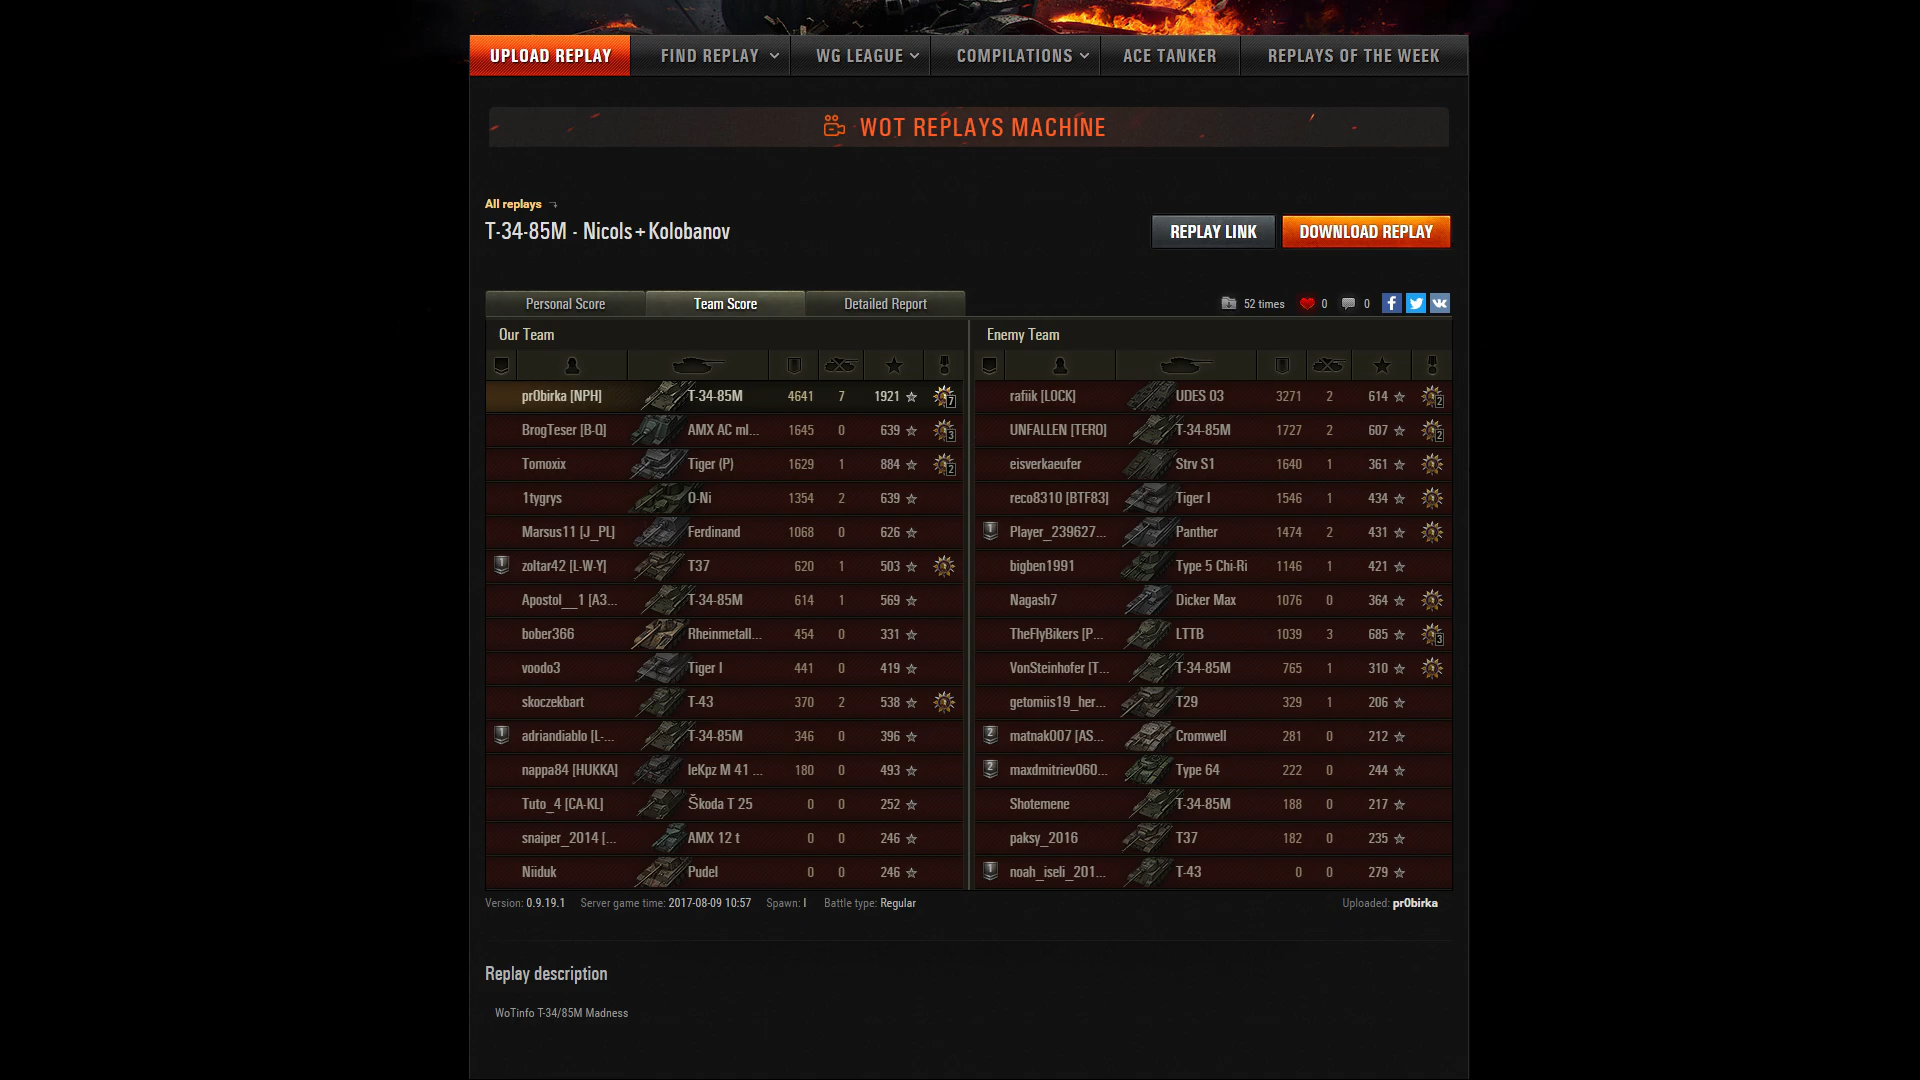 UPLOAD REPLAY FIND REPLAY WG LEAGUE COMPILATIONS ACE TANKER REPLAYS OF THE WEEK
WOT REPLAYS MACHINE
All replays
T-34-85M - Nicols+Kolobanov
REPLAY LINK DOWNLOAD REPLAY
Personal Score Team Score Detailed Report 52 times 0 0
Our Team Enemy Team
pr0birka [NPH] T-34-85M 4641 7 1921 7 rafiik [LOCK] UDES 03 3271 2 614 2
BrogTeser [B-Q] AMX AC ml... 1645 0 639 3 UNFALLEN [TERO] T-34-85M 1727 2 607 2
Tomoxix Tiger (P) 1629 1 884 2 eisverkaeufer Strv S1 1640 1 361
1tygrys O-Ni 1354 2 639 reco8310 [BTF83] Tiger I 1546 1 434
Marsus11 [J_PL] Ferdinand 1068 0 626 1 Player_239627... Panther 1474 2 431
1 zoltar42 [L-W-Y] T37 620 1 503 bigben1991 Type 5 Chi-Ri 1146 1 421
Apostol__1 [A3... T-34-85M 614 1 569 Nagash7 Dicker Max 1076 0 364
bober366 Rheinmetall... 454 0 331 TheFlyBikers [P... LTTB 1039 3 685 3
voodo3 Tiger I 441 0 419 VonSteinhofer [T... T-34-85M 765 1 310
skoczekbart T-43 370 2 538 getomiis19_her... T29 329 1 206
1 adriandiablo [L-... T-34-85M 346 0 396 2 matnak007 [AS... Cromwell 281 0 212
nappa84 [HUKKA] leKpz M 41 ... 180 0 493 2 maxdmitriev060... Type 64 222 0 244
Tuto_4 [CA-KL] Škoda T 25 0 0 252 Shotemene T-34-85M 188 0 217
snaiper_2014 [... AMX 12 t 0 0 246 paksy_2016 T37 182 0 235
Niiduk Pudel 0 0 246 1 noah_iseli_201... T-43 0 0 279
Version: 0.9.19.1 Server game time: 2017-08-09 10:57 Spawn: I Battle type: Regular Uploaded: pr0birka
Replay description
WoTinfo T-34/85M Madness